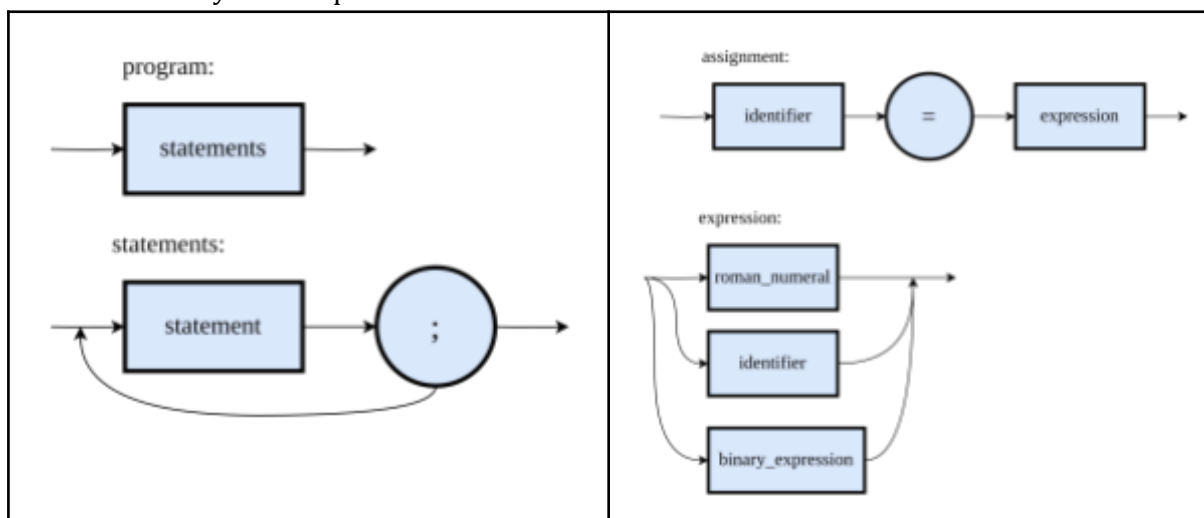 program:
statements
statements:
statement
;
assignment:
identifier
=
expression
expression:
roman_numeral
identifier
binary_expression